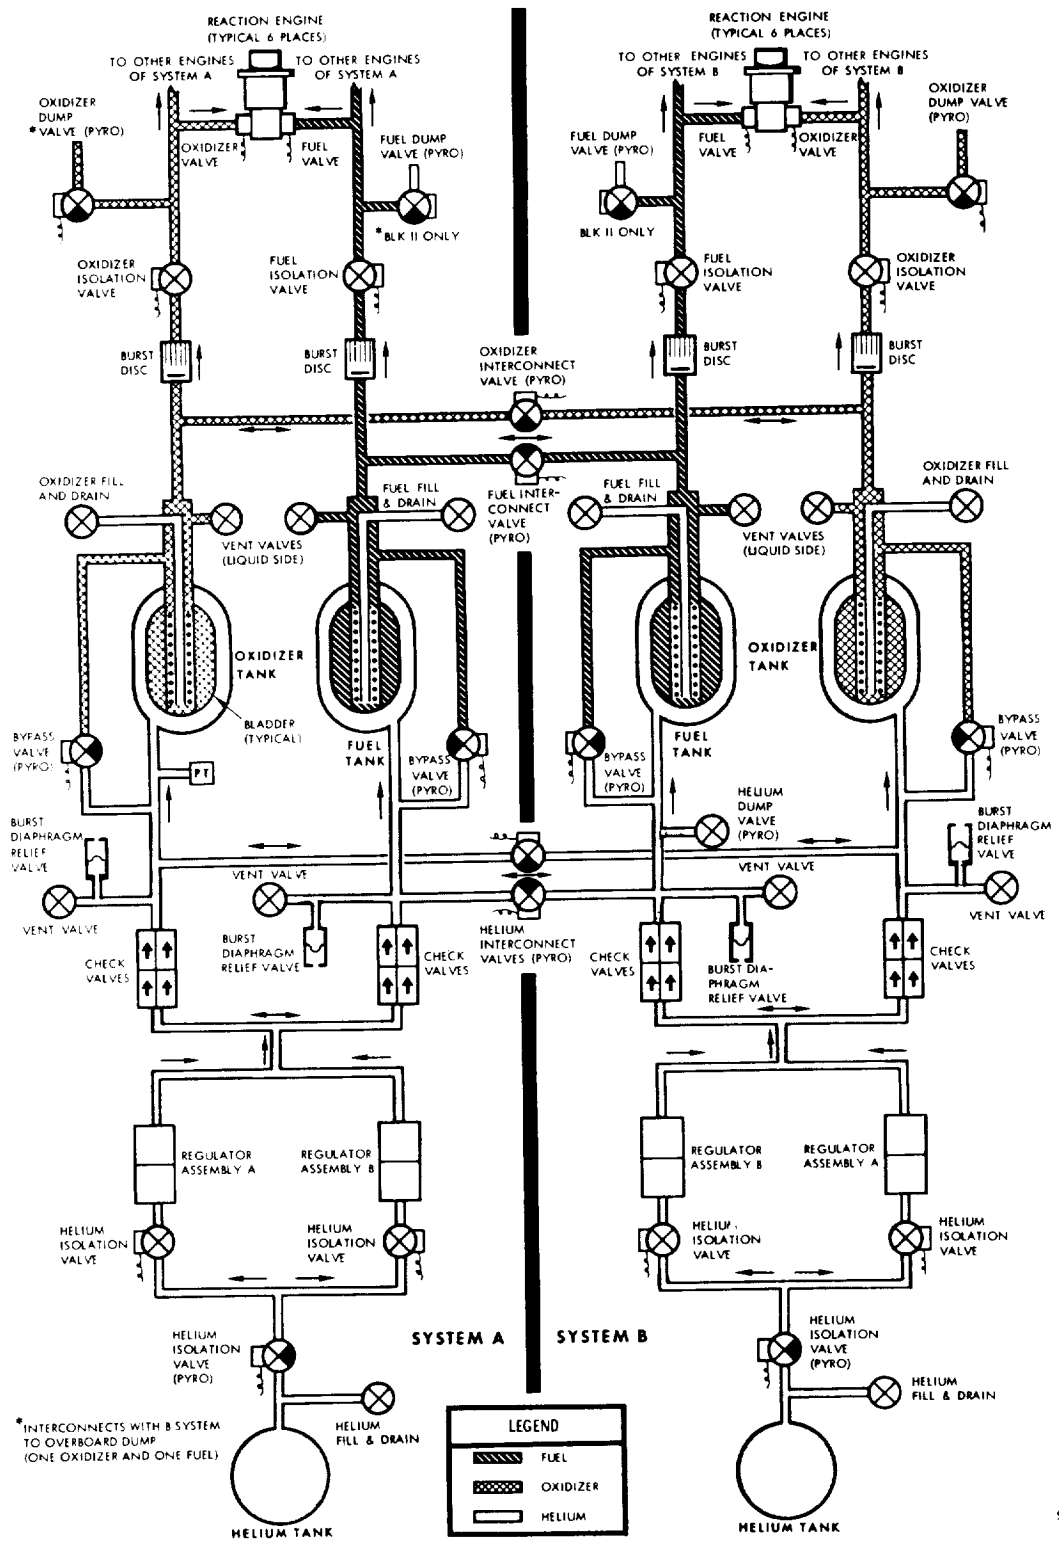 REACTION ENGINE
(TYPICAL 6 PLACES)
TO OTHER ENGINES
OF SYSTEM A
TO OTHER ENGINES
OF SYSTEM A
OXIDIZER
DUMP
*VALVE (PYRO)
OXIDIZER
VALVE
FUEL
VALVE
FUEL DUMP
VALVE (PYRO)
*BLK II ONLY
OXIDIZER
ISOLATION
VALVE
FUEL
ISOLATION
VALVE
BURST
DISC
BURST
DISC
REACTION ENGINE
(TYPICAL 6 PLACES)
TO OTHER ENGINES
OF SYSTEM B
TO OTHER ENGINES
OF SYSTEM B
OXIDIZER
DUMP VALVE
(PYRO)
FUEL DUMP
VALVE (PYRO)
FUEL
VALVE
OXIDIZER
VALVE
BLK II ONLY
FUEL
ISOLATION
VALVE
OXIDIZER
ISOLATION
VALVE
BURST
DISC
BURST
DISC
OXIDIZER
INTERCONNECT
VALVE (PYRO)
FUEL INTER-
CONNECT
VALVE
(PYRO)
OXIDIZER FILL
AND DRAIN
VENT VALVES
(LIQUID SIDE)
FUEL FILL
& DRAIN
FUEL FILL
& DRAIN
VENT VALVES
(LIQUID SIDE)
OXIDIZER FILL
AND DRAIN
OXIDIZER
TANK
BLADDER
(TYPICAL)
FUEL
TANK
OXIDIZER
TANK
FUEL
TANK
BYPASS
VALVE
(PYRO)
PT
BYPASS
VALVE
(PYRO)
BYPASS
VALVE
(PYRO)
HELIUM
DUMP
VALVE
(PYRO)
BYPASS
VALVE
(PYRO)
BURST
DIAPHRAGM
RELIEF
VALVE
VENT VALVE
VENT VALVE
BURST
DIAPHRAGM
RELIEF VALVE
HELIUM
INTERCONNECT
VALVES (PYRO)
VENT VALVE
BURST DIA-
PHRAGM
RELIEF VALVE
BURST
DIAPHRAGM
RELIEF
VALVE
VENT VALVE
CHECK
VALVES
CHECK
VALVES
CHECK
VALVES
CHECK
VALVES
REGULATOR
ASSEMBLY A
REGULATOR
ASSEMBLY B
REGULATOR
ASSEMBLY B
REGULATOR
ASSEMBLY A
HELIUM
ISOLATION
VALVE
HELIUM
ISOLATION
VALVE
HELIUM
ISOLATION
VALVE
HELIUM
ISOLATION
VALVE
HELIUM
ISOLATION
VALVE
(PYRO)
HELIUM
FILL & DRAIN
SYSTEM A
SYSTEM B
HELIUM
ISOLATION
VALVE
(PYRO)
HELIUM
FILL & DRAIN
*INTERCONNECTS WITH B SYSTEM
TO OVERBOARD DUMP
(ONE OXIDIZER AND ONE FUEL)
HELIUM TANK
HELIUM TANK
LEGEND
FUEL
OXIDIZER
HELIUM